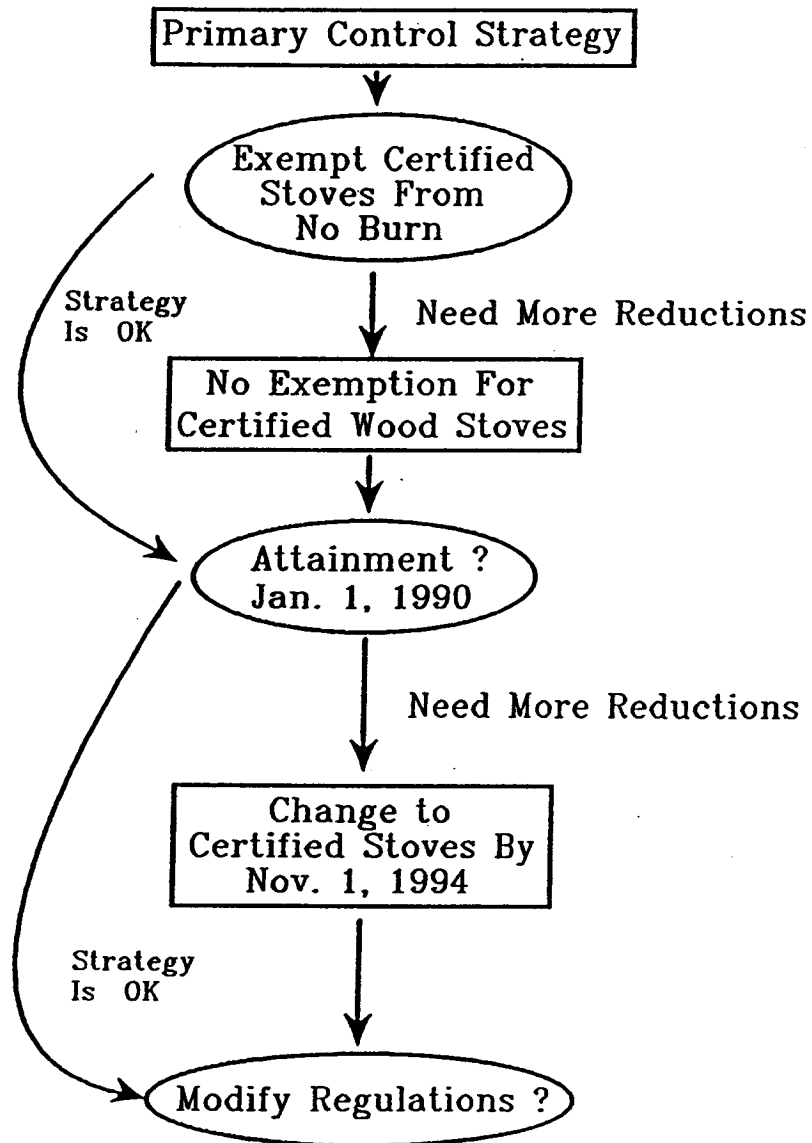 Primary Control Strategy
Exempt Certified
Stoves From
No Burn
Strategy
Is OK
Need More Reductions
No Exemption For
Certified Wood Stoves
Attainment ?
Jan. 1, 1990
Need More Reductions
Change to
Certified Stoves By
Nov. 1, 1994
Strategy
Is OK
Modify Regulations ?